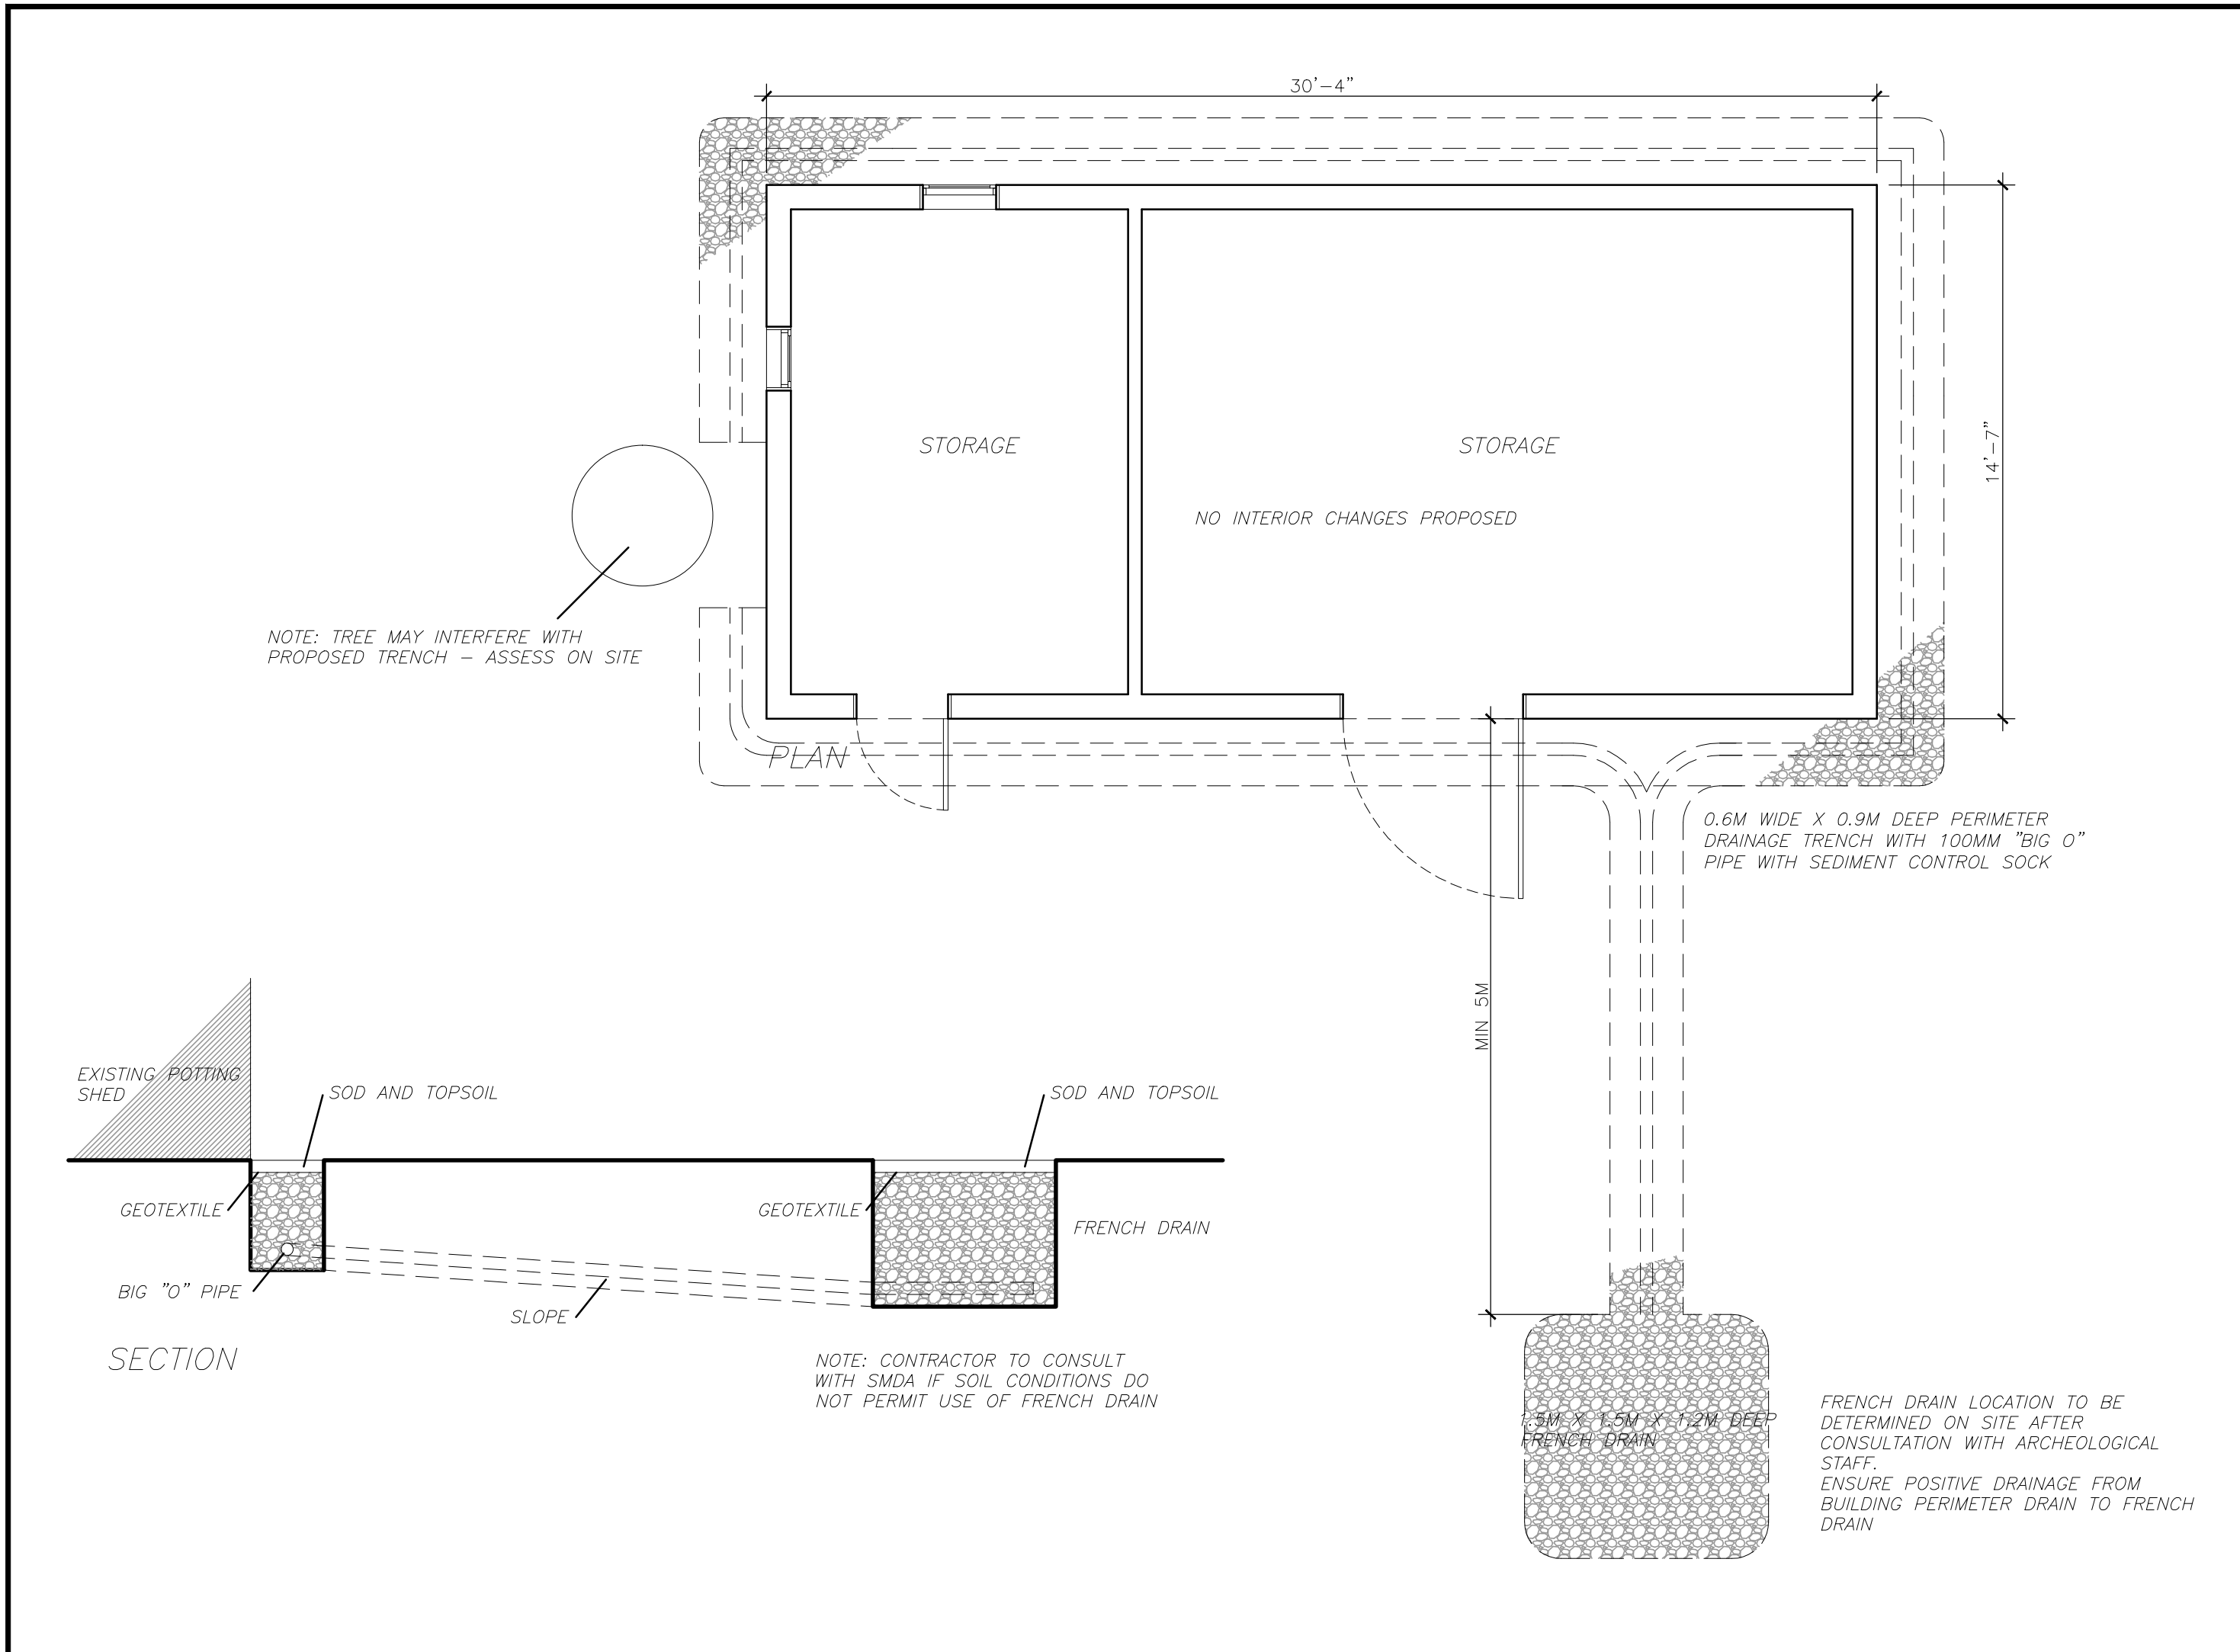 30'-4"
STORAGE
STORAGE
14'-7"
NO INTERIOR CHANGES PROPOSED
NOTE: TREE MAY INTERFERE WITH
PROPOSED TRENCH - ASSESS ON SITE
PLAN
0.6M WIDE X 0.9M DEEP PERIMETER
DRAINAGE TRENCH WITH 100MM "BIG O"
PIPE WITH SEDIMENT CONTROL SOCK
MIN 5M
EXISTING POTTING
SHED
SOD AND TOPSOIL
SOD AND TOPSOIL
GEOTEXTILE
GEOTEXTILE
FRENCH DRAIN
BIG "O" PIPE
SLOPE
SECTION
NOTE: CONTRACTOR TO CONSULT
WITH SMDA IF SOIL CONDITIONS DO
NOT PERMIT USE OF FRENCH DRAIN
1.5M X 1.5M X 1.2M DEEP
FRENCH DRAIN
FRENCH DRAIN LOCATION TO BE
DETERMINED ON SITE AFTER
CONSULTATION WITH ARCHEOLOGICAL
STAFF.
ENSURE POSITIVE DRAINAGE FROM
BUILDING PERIMETER DRAIN TO FRENCH
DRAIN